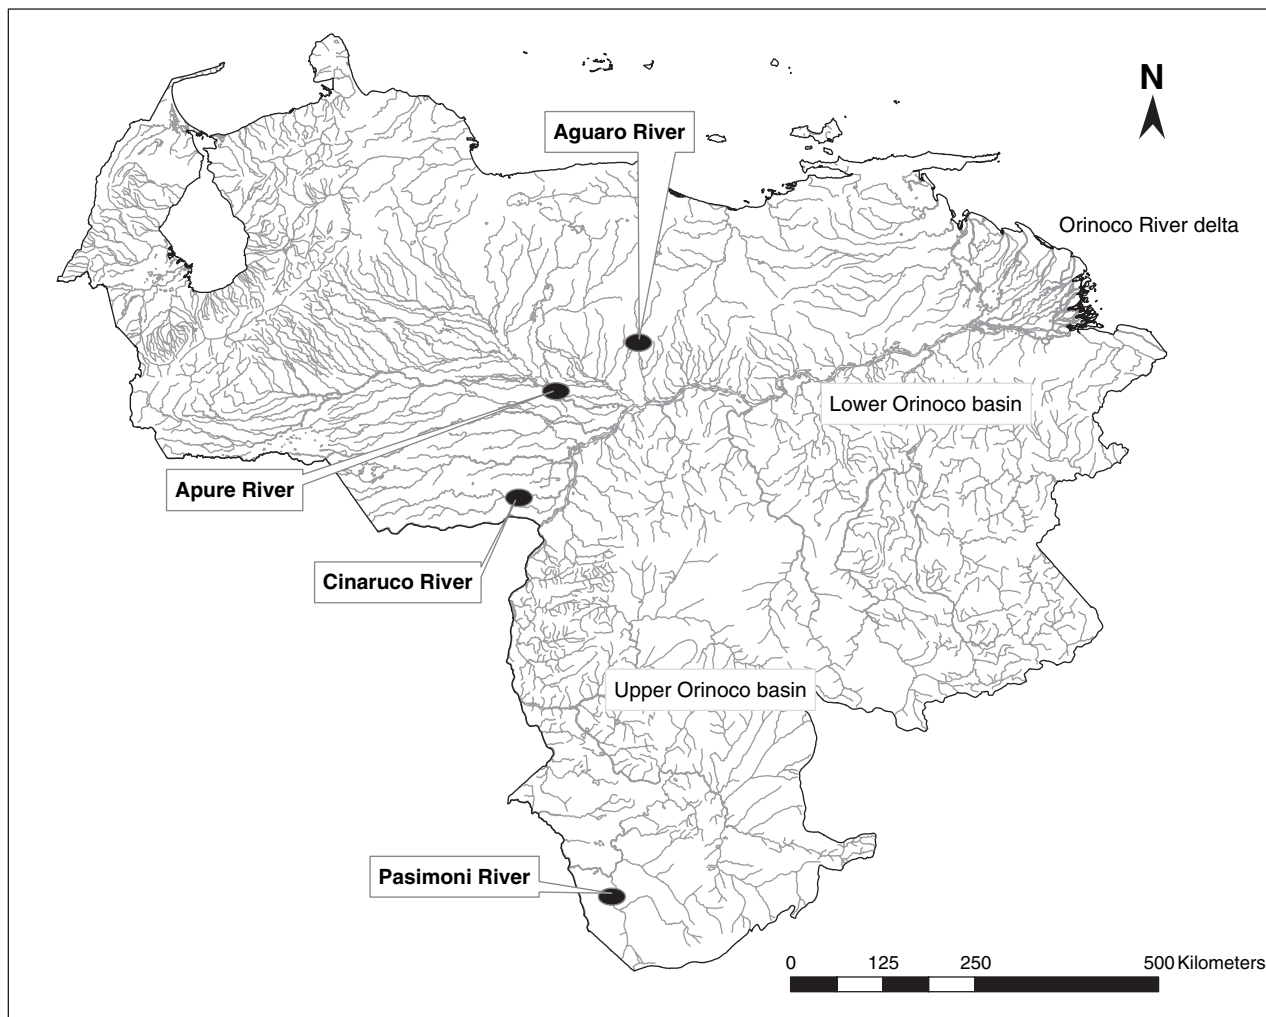 N
Aguaro River
Orinoco River delta
Lower Orinoco basin
Apure River
Cinaruco River
Upper Orinoco basin
Pasimoni River
0 125 250 500 Kilometers